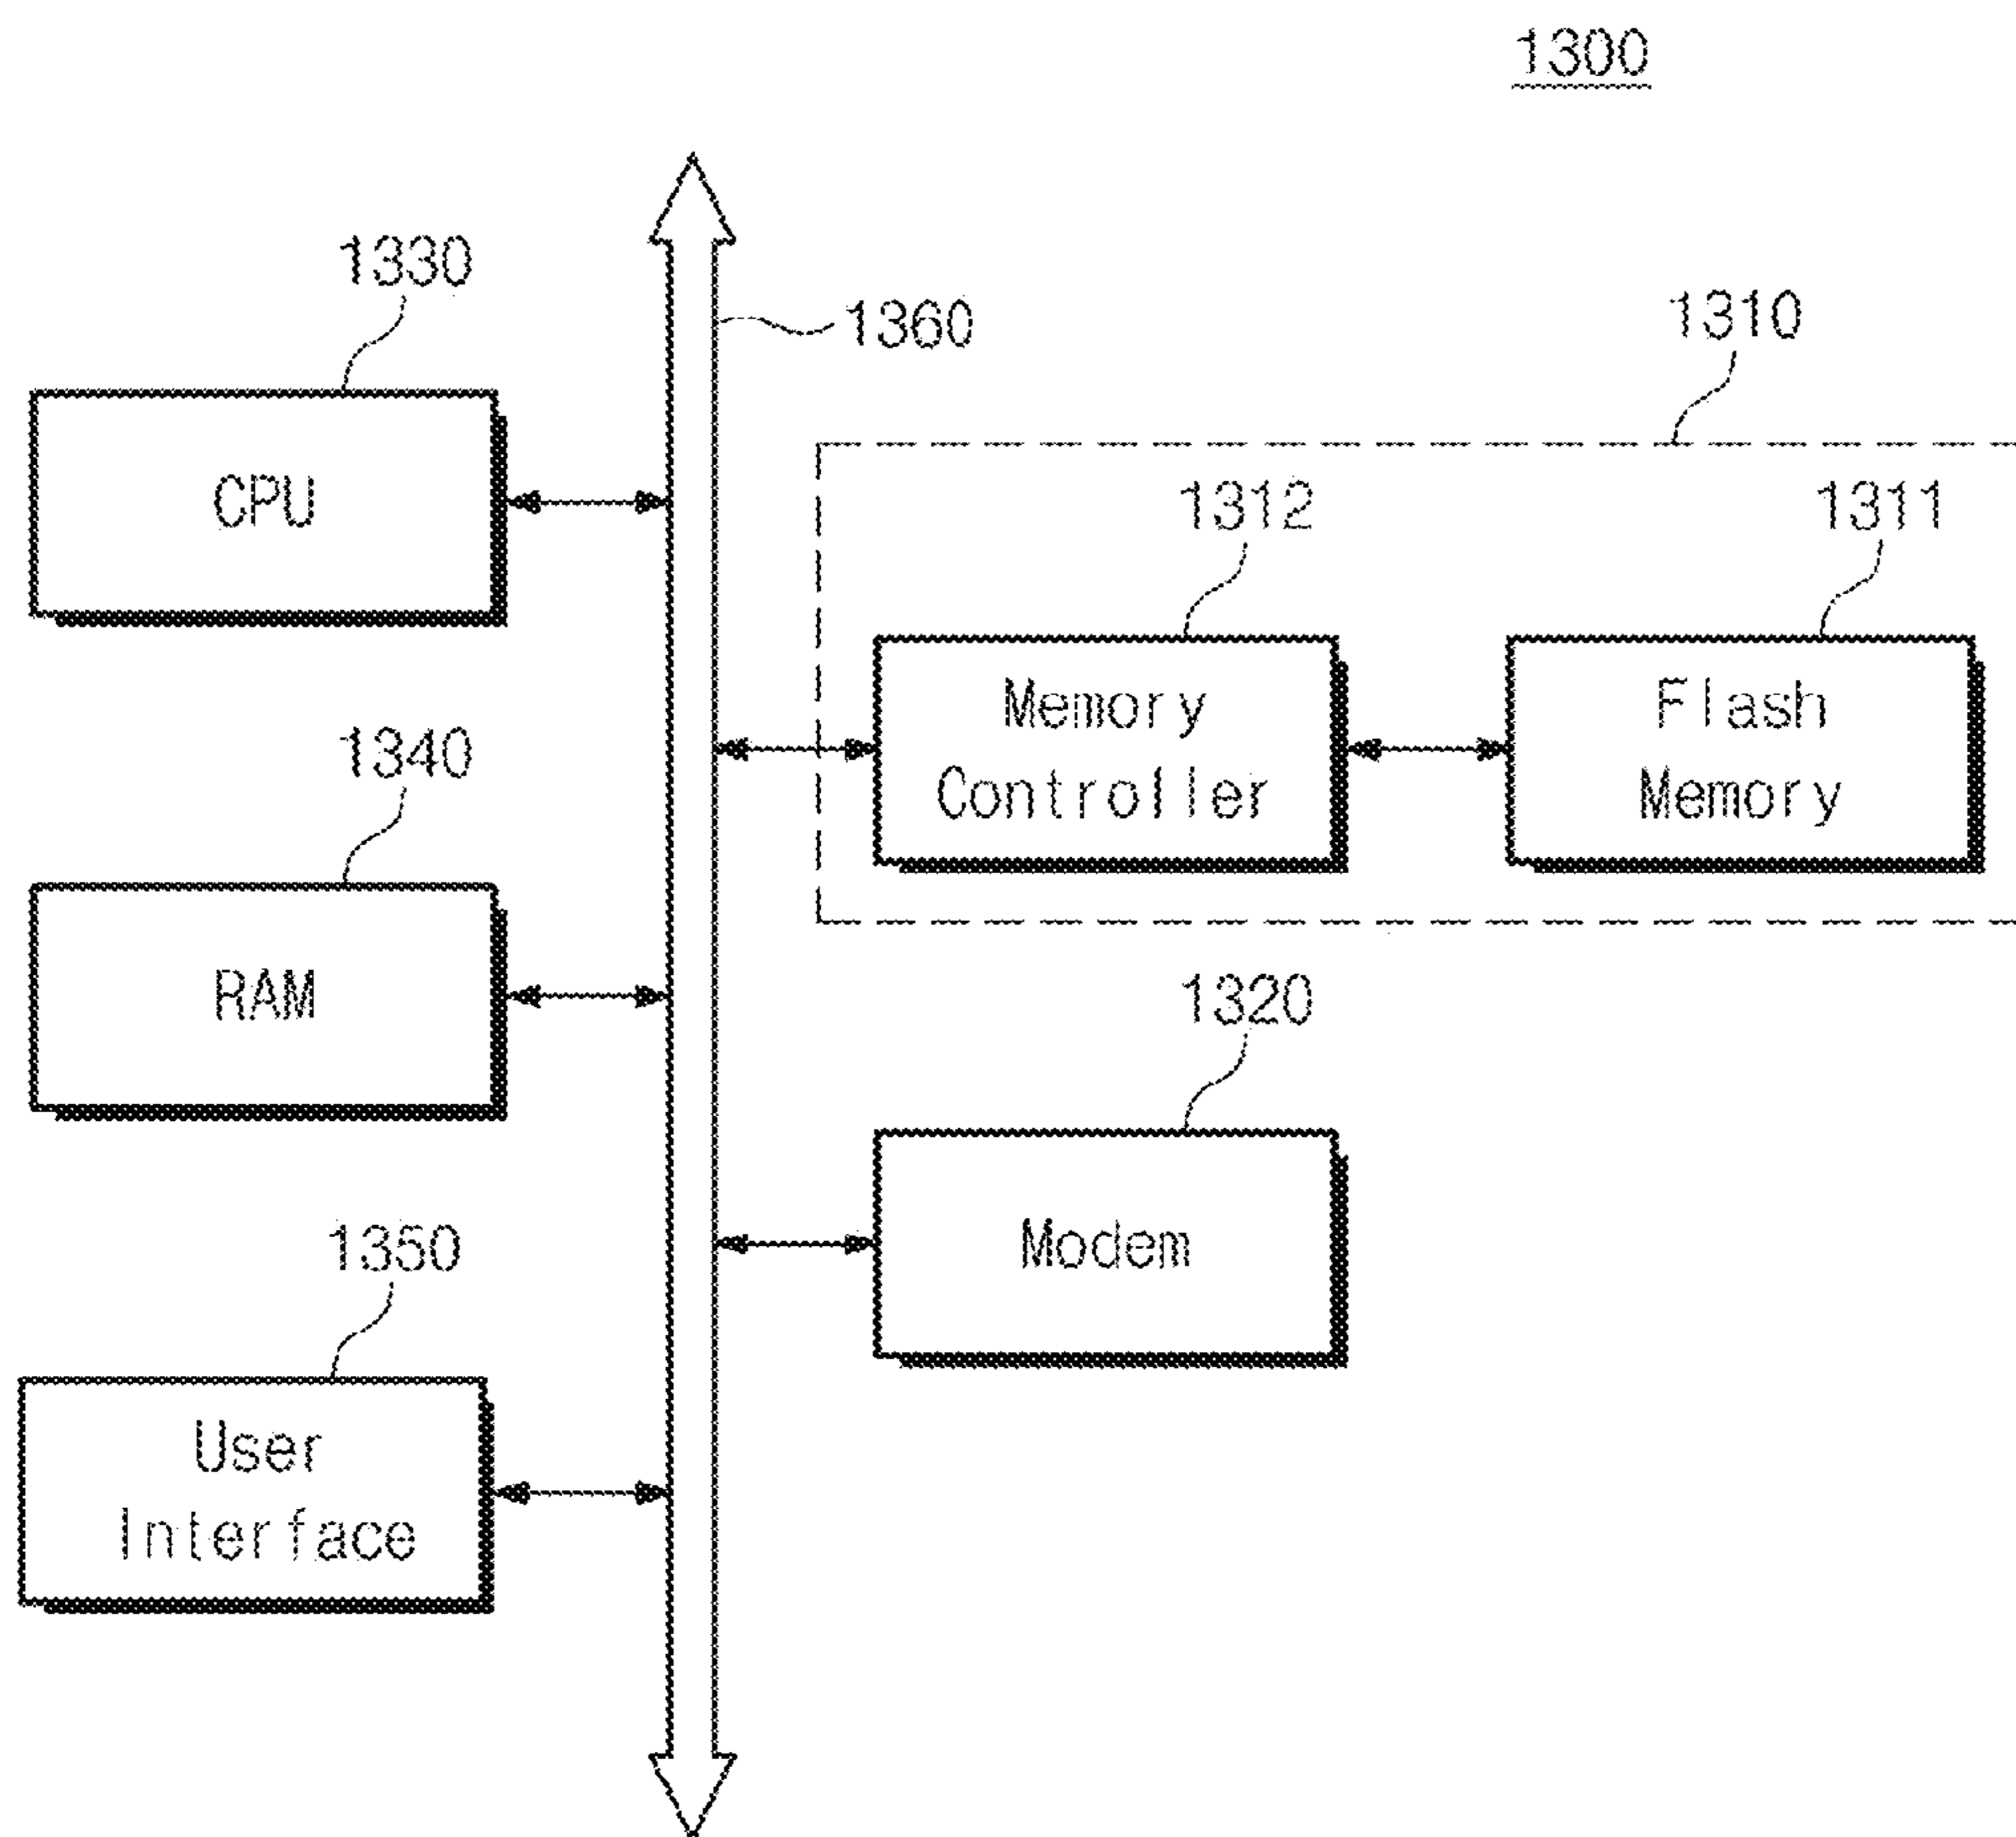 1300
1330
1360
1310
CPU
1312
1311
Memory
Controller
Flash
Memory
1340
RAM
1320
Modem
1350
User
Interface